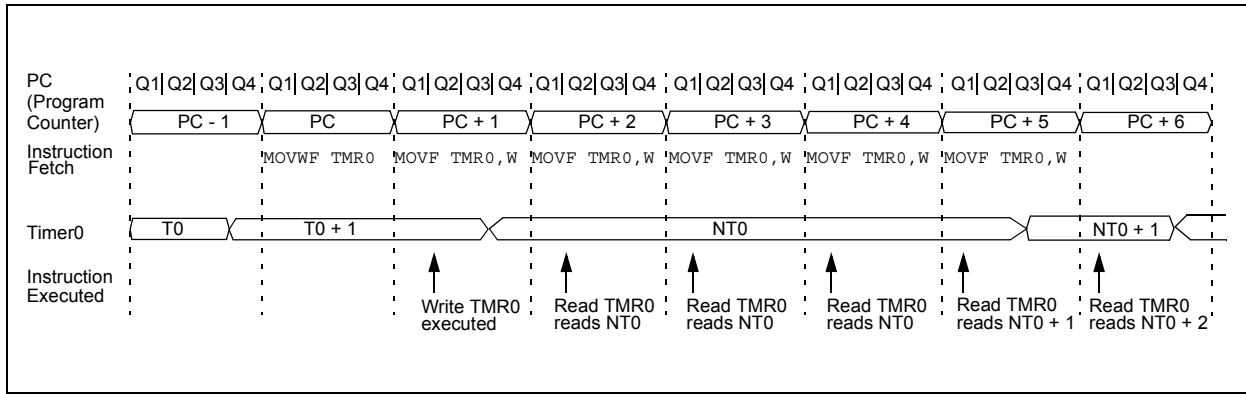 PC (Program Counter)
Q1 Q2 Q3 Q4 Q1 Q2 Q3 Q4 Q1 Q2 Q3 Q4 Q1 Q2 Q3 Q4 Q1 Q2 Q3 Q4 Q1 Q2 Q3 Q4 Q1 Q2 Q3 Q4 Q1 Q2 Q3 Q4
PC - 1 PC PC + 1 PC + 2 PC + 3 PC + 4 PC + 5 PC + 6
Instruction Fetch
MOVWF TMR0 MOVF TMR0,W MOVF TMR0,W MOVF TMR0,W MOVF TMR0,W MOVF TMR0,W
Timer0
T0 T0 + 1 NT0 NT0 + 1
Instruction Executed
Write TMR0 executed
Read TMR0 reads NT0
Read TMR0 reads NT0
Read TMR0 reads NT0
Read TMR0 reads NT0 + 1
Read TMR0 reads NT0 + 2